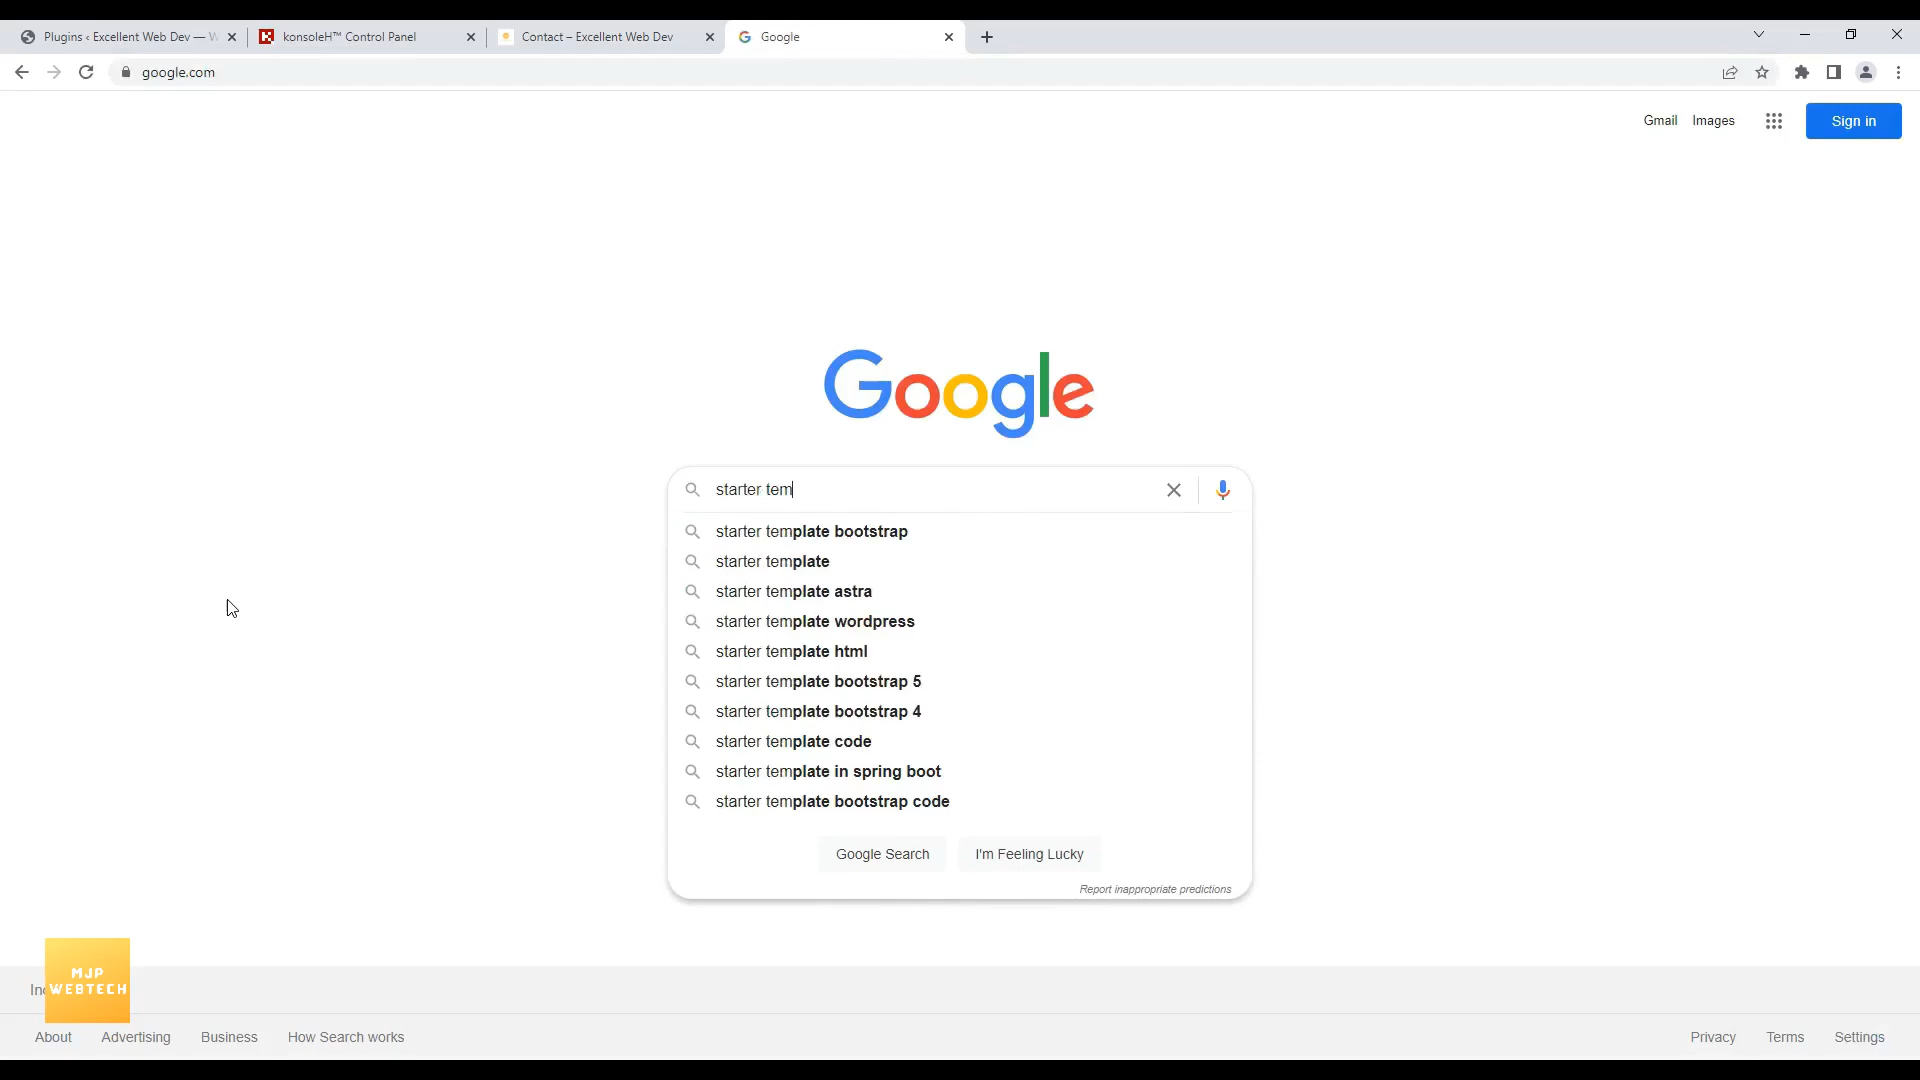 Plugins ‹ Excellent Web Dev — W
konsoleH™ Control Panel
Contact – Excellent Web Dev
Google
google.com
Gmail
Images
Sign in
Google
starter tem
starter template bootstrap
starter template
starter template astra
starter template wordpress
starter template html
starter template bootstrap 5
starter template bootstrap 4
starter template code
starter template in spring boot
starter template bootstrap code
Google Search
I'm Feeling Lucky
Report inappropriate predictions
MJP
WEBTECH
About
Advertising
Business
How Search works
Privacy
Terms
Settings